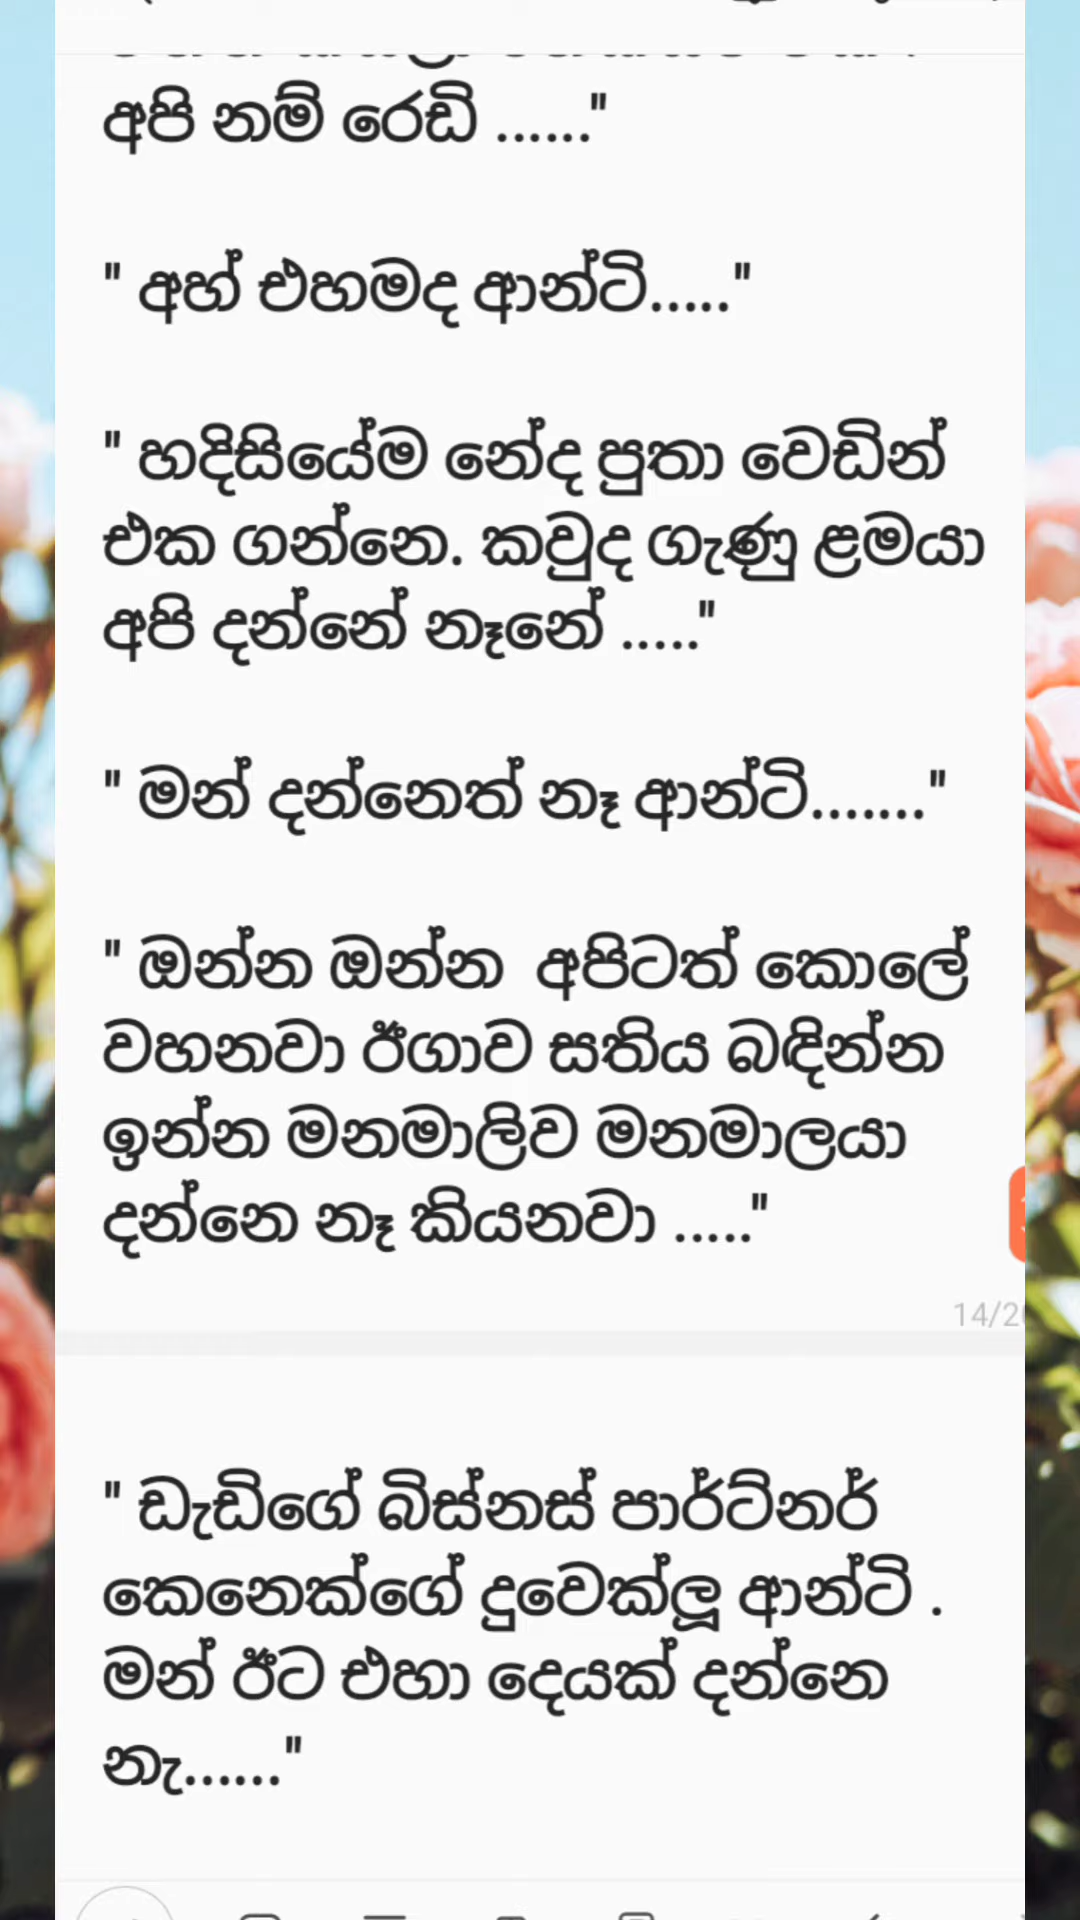 අපි නම් රෙඩි ......"
" අහ් එහමද ආන්ටි....."
" හදිසියේම නේද පුතා වෙඩින්
එක ගන්නෙ. කවුද ගැණු ළමයා
අපි දන්නේ නෑනේ ....."
" මන් දන්නෙත් නෑ ආන්ටි......."
" ඔන්න ඔන්න  අපිටත් කොලේ
වහනවා ඊගාව සතිය බඳින්න
ඉන්න මනමාලිව මනමාලයා
දන්නෙ නෑ කියනවා ....."
14/2
" ඩැඩිගේ බිස්නස් පාර්ට්නර්
කෙනෙක්ගේ දුවෙක්ලූ ආන්ටි .
මන් ඊට එහා දෙයක් දන්නෙ
නැ......"